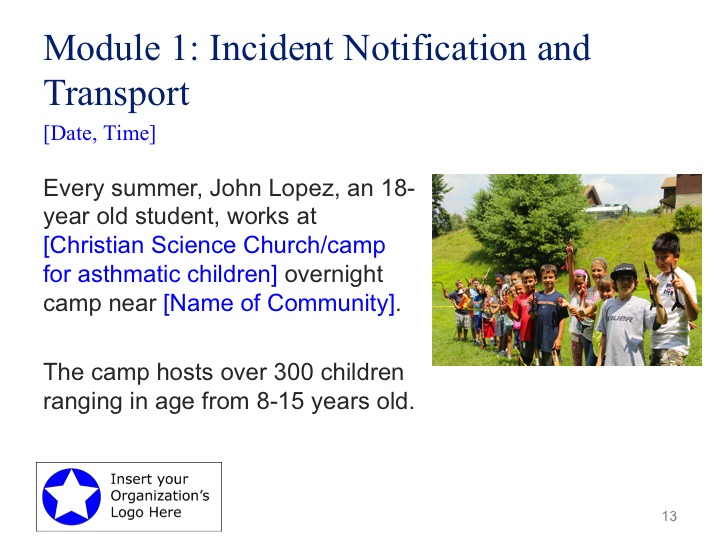 Module 1: Incident Notification and
Transport
[Date, Time]
Every summer, John Lopez, an 18-
year old student, works at
[Christian Science Church/camp
for asthmatic children] overnight
camp near [Name of Community].
The camp hosts over 300 children
ranging in age from 8-15 years old.
BAUER
Insert your
Organization's
Logo Here
13